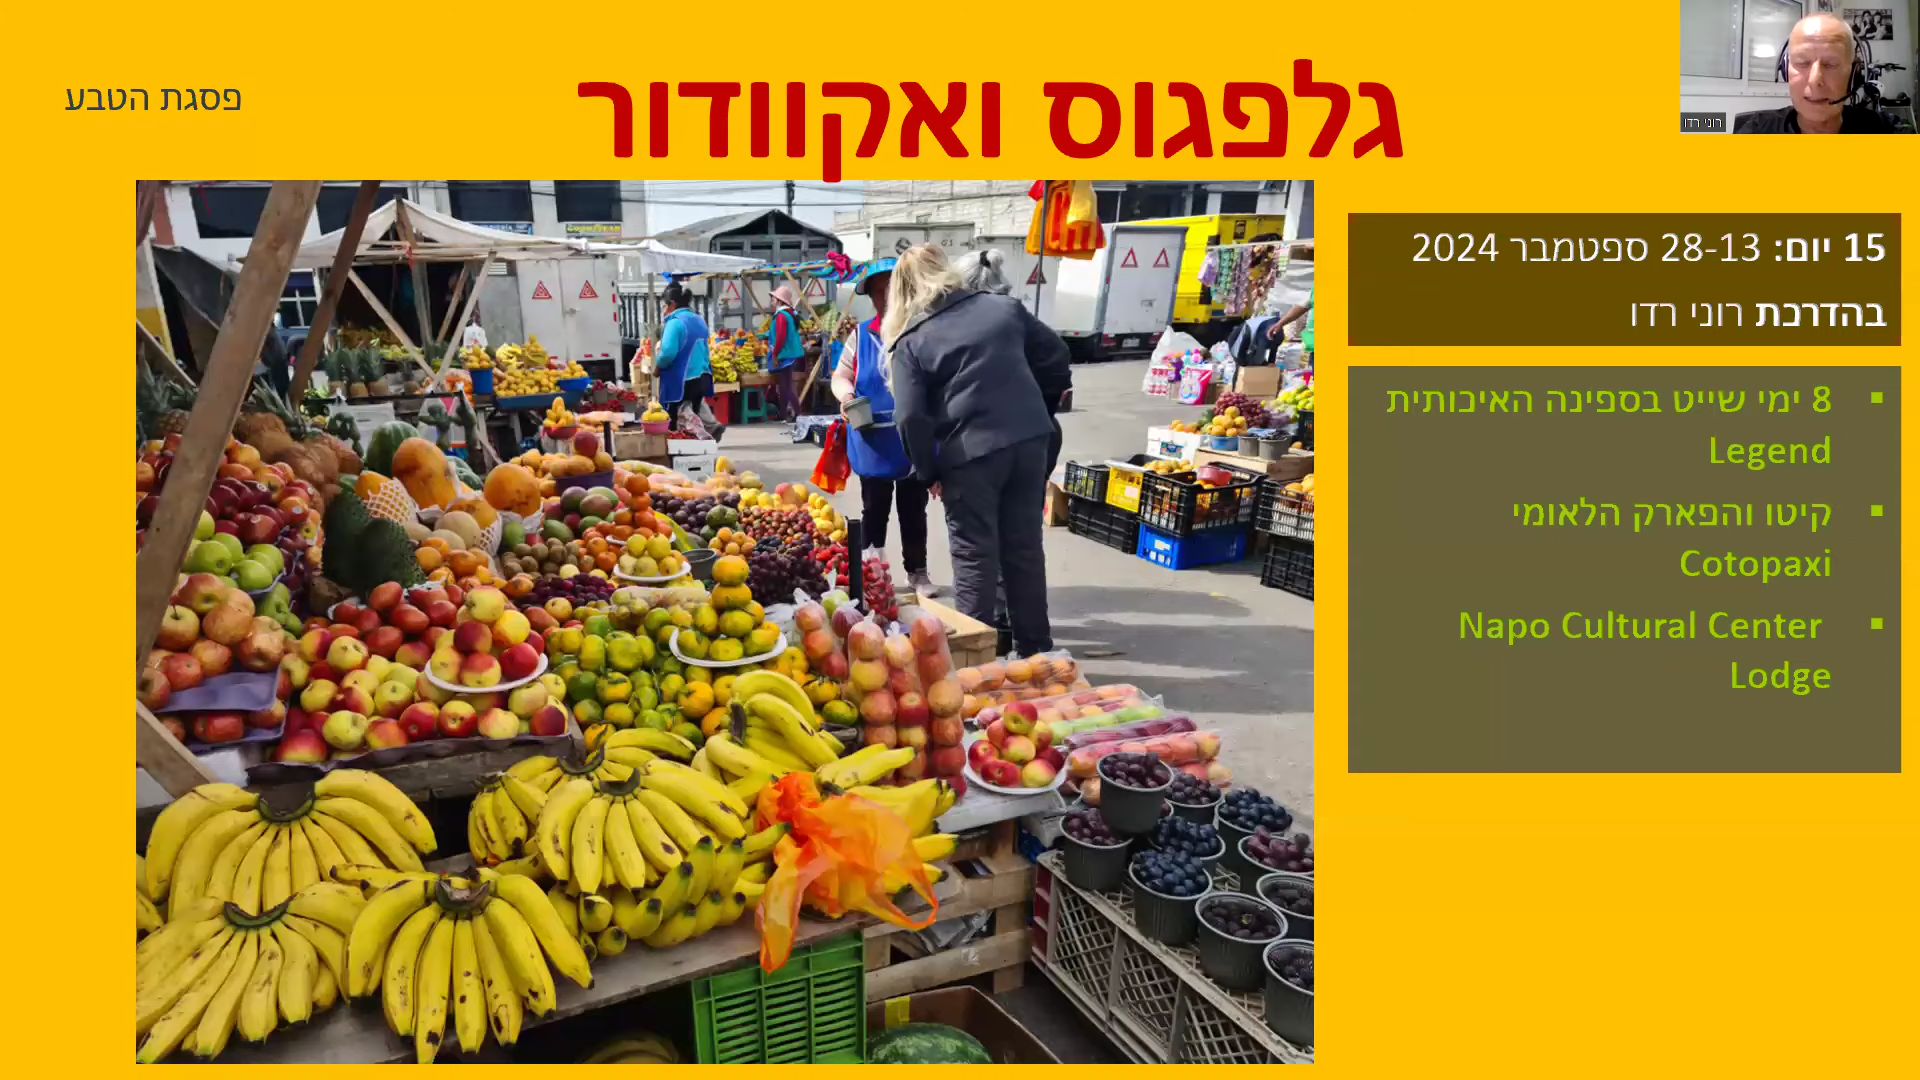 פסגת הטבע
גלפגוס ואקוודור
רוני רדו
15 יום: 28-13 ספטמבר 2024
בהדרכת רוני רדו
▪ 8 ימי שייט בספינה האיכותית
Legend
▪ קיטו והפארק הלאומי
Cotopaxi
▪ Napo Cultural Center
Lodge